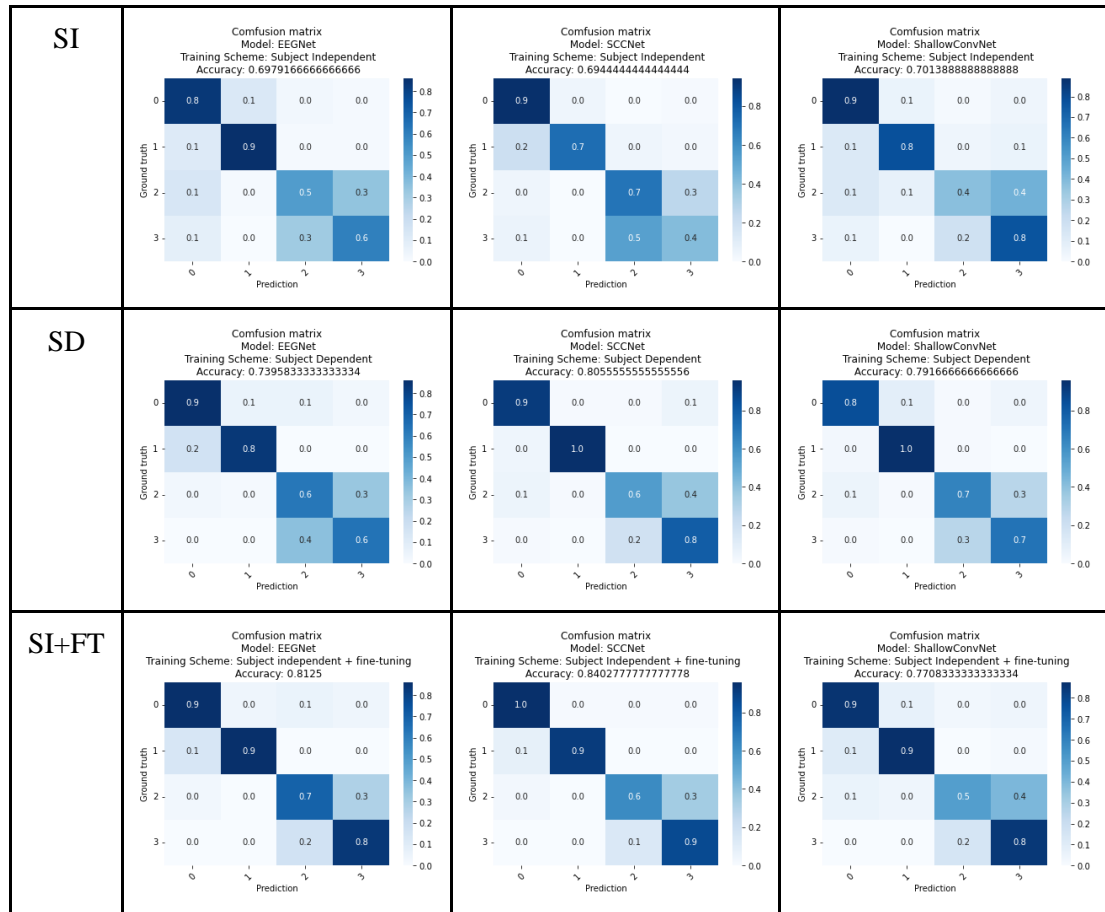 SI
Comfusion matrix
Model: EEGNet
Training Scheme: Subject Independent
Accuracy: 0.6979166666666666
Ground truth
0 0.8 0.1 0.0 0.0
1 0.1 0.9 0.0 0.0
2 0.1 0.0 0.5 0.3
3 0.1 0.0 0.3 0.6
0 1 2 3
Prediction
0.8
0.7
0.6
0.5
0.4
0.3
0.2
0.1
0.0
Comfusion matrix
Model: SCCNet
Training Scheme: Subject Independent
Accuracy: 0.6944444444444444
Ground truth
0 0.9 0.0 0.0 0.0
1 0.2 0.7 0.0 0.0
2 0.0 0.0 0.7 0.3
3 0.1 0.0 0.5 0.4
0 1 2 3
Prediction
0.8
0.6
0.4
0.2
0.0
Comfusion matrix
Model: ShallowConvNet
Training Scheme: Subject Independent
Accuracy: 0.7013888888888888
Ground truth
0 0.9 0.1 0.0 0.0
1 0.1 0.8 0.0 0.1
2 0.1 0.1 0.4 0.4
3 0.1 0.0 0.2 0.8
0 1 2 3
Prediction
0.8
0.7
0.6
0.5
0.4
0.3
0.2
0.1
0.0
SD
Comfusion matrix
Model: EEGNet
Training Scheme: Subject Dependent
Accuracy: 0.7395833333333334
Ground truth
0 0.9 0.1 0.1 0.0
1 0.2 0.8 0.0 0.0
2 0.0 0.0 0.6 0.3
3 0.0 0.0 0.4 0.6
0 1 2 3
Prediction
0.8
0.7
0.6
0.5
0.4
0.3
0.2
0.1
0.0
Comfusion matrix
Model: SCCNet
Training Scheme: Subject Dependent
Accuracy: 0.8055555555555556
Ground truth
0 0.9 0.0 0.0 0.1
1 0.0 1.0 0.0 0.0
2 0.1 0.0 0.6 0.4
3 0.0 0.0 0.2 0.8
0 1 2 3
Prediction
0.8
0.6
0.4
0.2
0.0
Comfusion matrix
Model: ShallowConvNet
Training Scheme: Subject Dependent
Accuracy: 0.7916666666666666
Ground truth
0 0.8 0.1 0.0 0.0
1 0.0 1.0 0.0 0.0
2 0.1 0.0 0.7 0.3
3 0.0 0.0 0.3 0.7
0 1 2 3
Prediction
0.8
0.6
0.4
0.2
0.0
SI+FT
Comfusion matrix
Model: EEGNet
Training Scheme: Subject independent + fine-tuning
Accuracy: 0.8125
Ground truth
0 0.9 0.0 0.1 0.0
1 0.1 0.9 0.0 0.0
2 0.0 0.0 0.7 0.3
3 0.0 0.0 0.2 0.8
0 1 2 3
Prediction
0.8
0.7
0.6
0.5
0.4
0.3
0.2
0.1
0.0
Comfusion matrix
Model: SCCNet
Training Scheme: Subject Independent + fine-tuning
Accuracy: 0.8402777777777778
Ground truth
0 1.0 0.0 0.0 0.0
1 0.1 0.9 0.0 0.0
2 0.0 0.0 0.6 0.3
3 0.0 0.0 0.1 0.9
0 1 2 3
Prediction
0.8
0.6
0.4
0.2
0.0
Comfusion matrix
Model: ShallowConvNet
Training Scheme: Subject Independent + fine-tuning
Accuracy: 0.7708333333333334
Ground truth
0 0.9 0.1 0.0 0.0
1 0.1 0.9 0.0 0.0
2 0.1 0.0 0.5 0.4
3 0.0 0.0 0.2 0.8
0 1 2 3
Prediction
0.8
0.7
0.6
0.5
0.4
0.3
0.2
0.1
0.0